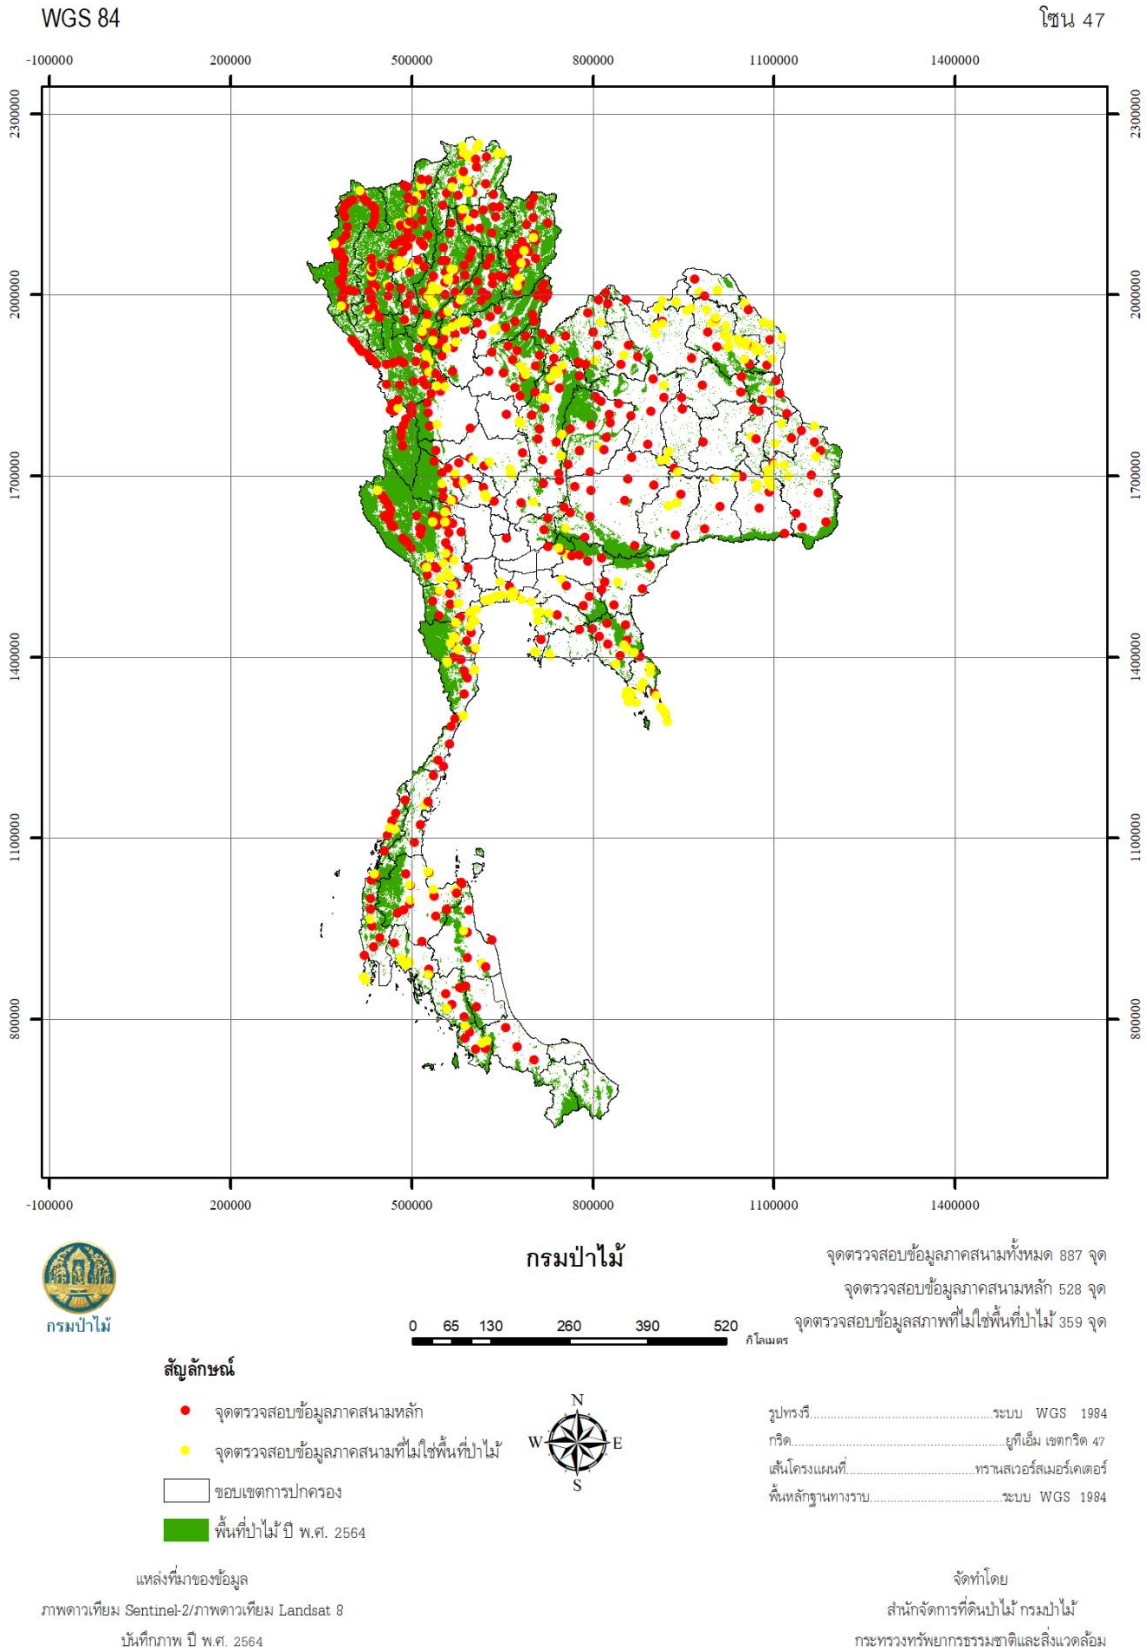 WGS 84
โซน 47
-100000 200000 500000 800000 1100000 1400000
2300000 2300000
2000000 2000000
1700000 1700000
1400000 1400000
1100000 1100000
800000 800000
-100000 200000 500000 800000 1100000 1400000
กรมป่าไม้
กรมป่าไม้
จุดตรวจสอบข้อมูลภาคสนามทั้งหมด 887 จุด
จุดตรวจสอบข้อมูลภาคสนามหลัก 528 จุด
จุดตรวจสอบข้อมูลสภาพที่ไม่ใช่พื้นที่ป่าไม้ 359 จุด
0 65 130 260 390 520
กิโลเมตร
สัญลักษณ์
จุดตรวจสอบข้อมูลภาคสนามหลัก
จุดตรวจสอบข้อมูลภาคสนามที่ไม่ใช่พื้นที่ป่าไม้
ขอบเขตการปกครอง
พื้นที่ป่าไม้ ปี พ.ศ. 2564
N
W E
S
รูปทรงรี........................................ระบบ WGS 1984
กริด........................................ยูทีเอ็ม เขตกริด 47
เส้นโครงแผนที่............................ทรานสเวอร์สเมอร์เคเตอร์
พื้นหลักฐานทางราบ............................ระบบ WGS 1984
แหล่งที่มาของข้อมูล
ภาพดาวเทียม Sentinel-2/ภาพดาวเทียม Landsat 8
บันทึกภาพ ปี พ.ศ. 2564
จัดทำโดย
สำนักจัดการที่ดินป่าไม้ กรมป่าไม้
กระทรวงทรัพยากรธรรมชาติและสิ่งแวดล้อม